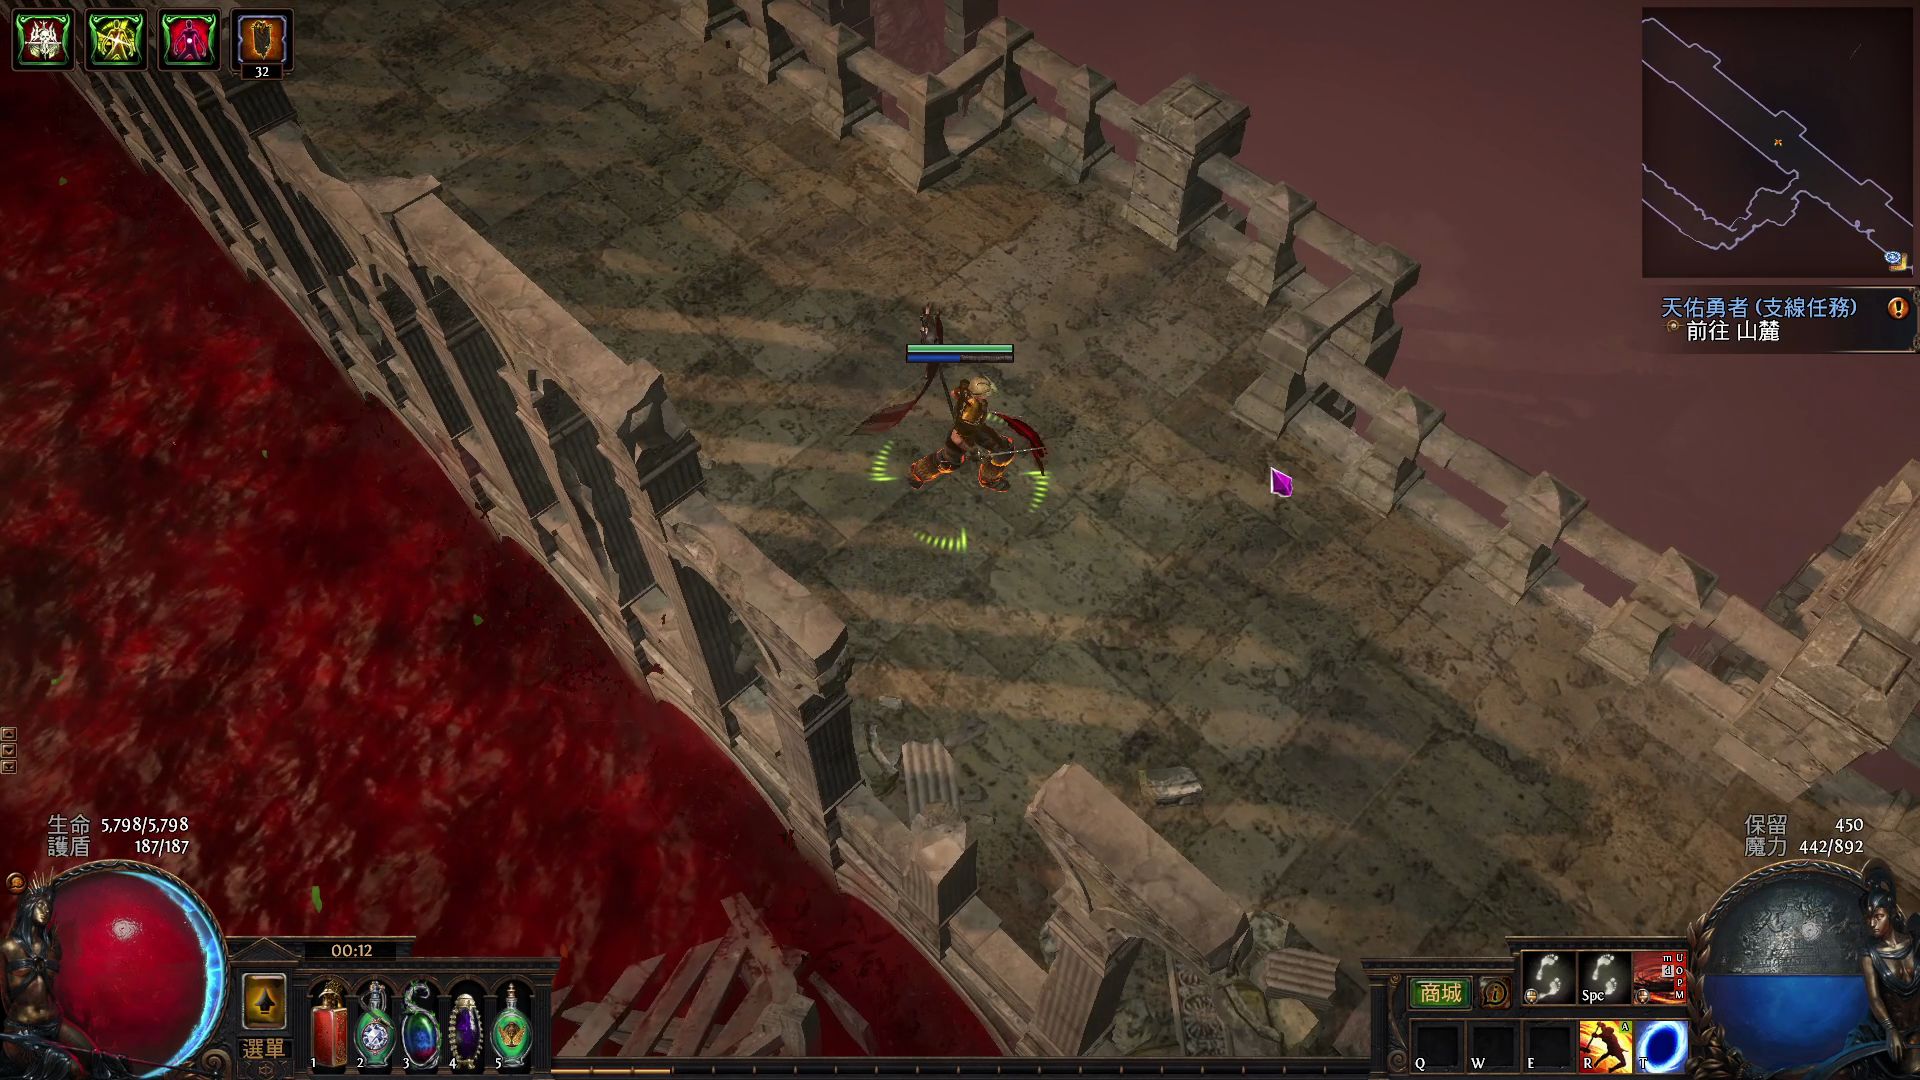 32
天佑勇者 (支線任務)
前往 山麓
生命 5,798/5,798
護盾 187/187
保留 450
魔力 442/892
00:12
選單
1
2
3
4
5
商城
Spc
m U
d O
P
M
Q
W
E
R
A
T